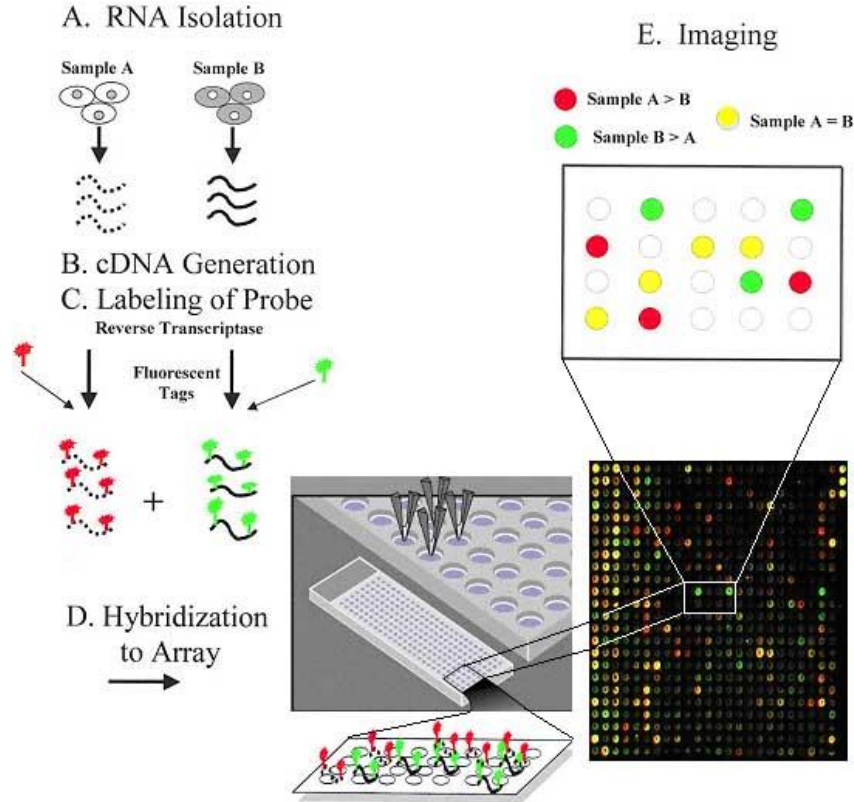 A. RNA Isolation
Sample A
Sample B
B. cDNA Generation
C. Labeling of Probe
Reverse Transcriptase
Fluorescent
Tags
+
D. Hybridization
to Array
E. Imaging
Sample A > B
Sample B > A
Sample A = B